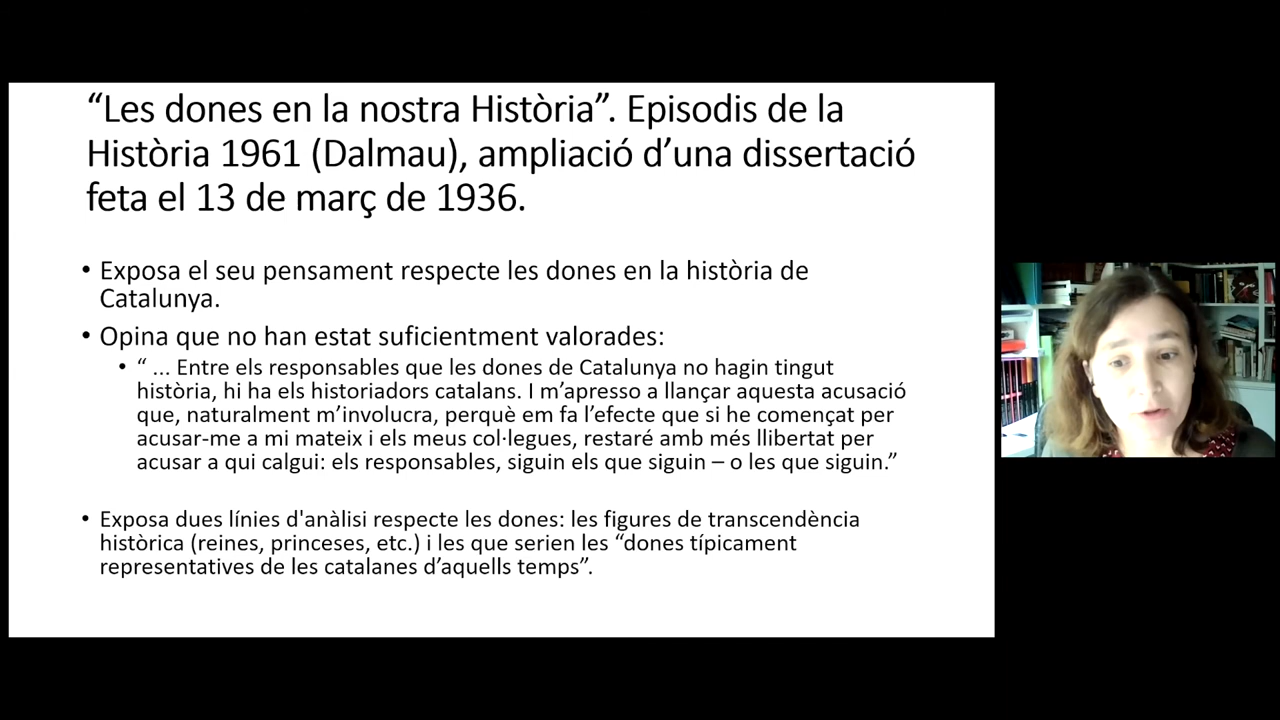 “Les dones en la nostra Història”. Episodis de la
Història 1961 (Dalmau), ampliació d’una dissertació
feta el 13 de març de 1936.
• Exposa el seu pensament respecte les dones en la història de
Catalunya.
• Opina que no han estat suficientment valorades:
• “ ... Entre els responsables que les dones de Catalunya no hagin tingut
història, hi ha els historiadors catalans. I m’apresso a llançar aquesta acusació
que, naturalment m’involucra, perquè em fa l’efecte que si he començat per
acusar-me a mi mateix i els meus col·legues, restaré amb més llibertat per
acusar a qui calgui: els responsables, siguin els que siguin – o les que siguin.”
• Exposa dues línies d'anàlisi respecte les dones: les figures de transcendència
històrica (reines, princeses, etc.) i les que serien les “dones típicament
representatives de les catalanes d’aquells temps”.